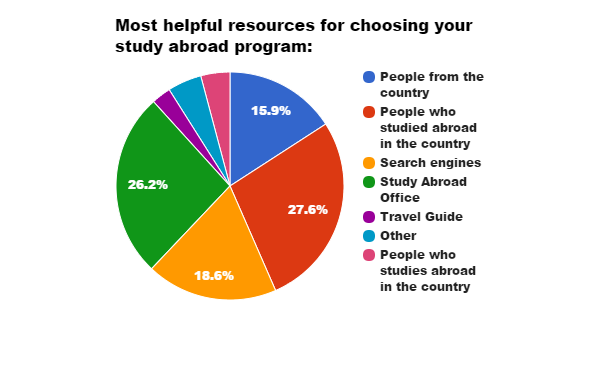 Most helpful resources for choosing your
study abroad program:
15.9%
27.6%
18.6%
26.2%
People from the
country
People who
studied abroad
in the country
Search engines
Study Abroad
Office
Travel Guide
Other
People who
studies abroad
in the country